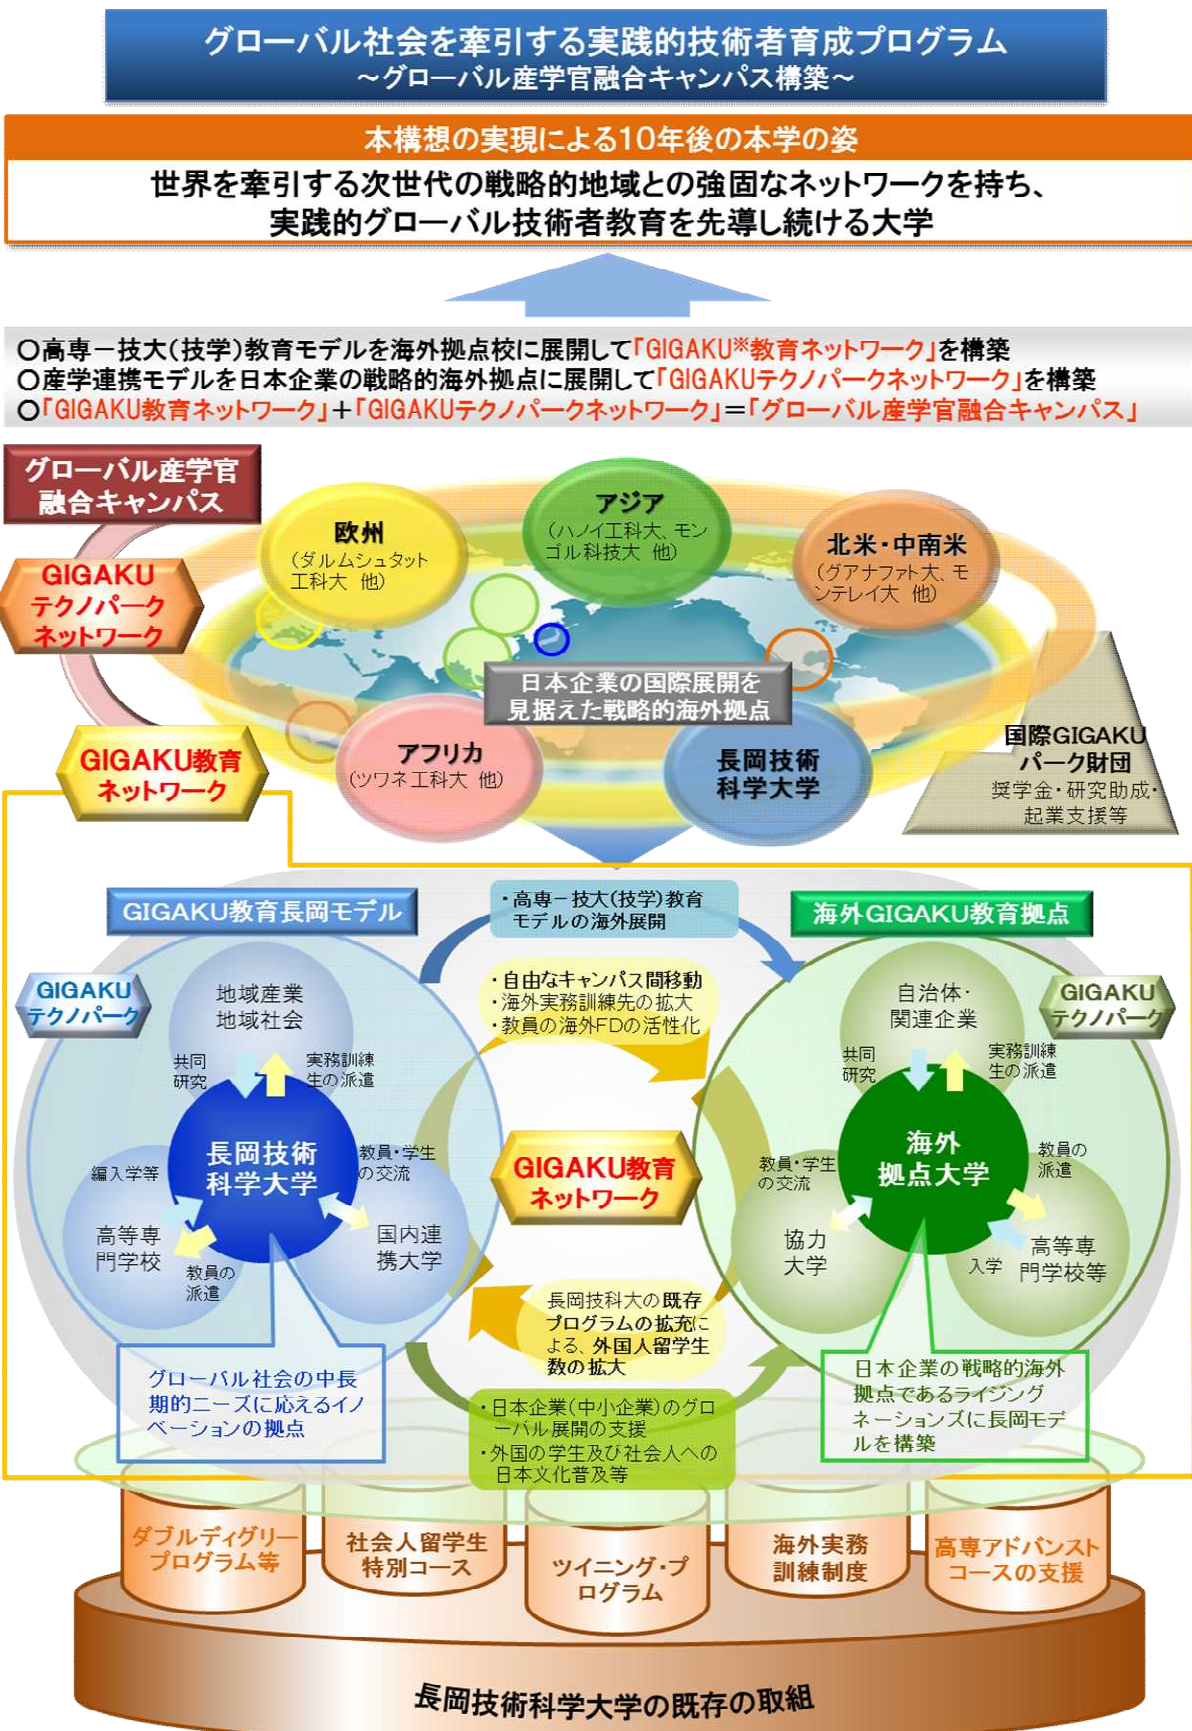 グローバル社会を牽引する実践的技術者育成プログラム
～グローバル産学官融合キャンパス構築～
本構想の実現による10年後の本学の姿
世界を牽引する次世代の戦略的地域との強固なネットワークを持ち、
実践的グローバル技術者教育を先導し続ける大学
○高専－技大(技学)教育モデルを海外拠点校に展開して「GIGAKU※教育ネットワーク」を構築
○産学連携モデルを日本企業の戦略的海外拠点に展開して「GIGAKUテクノパークネットワーク」を構築
○「GIGAKU教育ネットワーク」＋「GIGAKUテクノパークネットワーク」＝「グローバル産学官融合キャンパス」
グローバル産学官
融合キャンパス
GIGAKU
テクノパーク
ネットワーク
GIGAKU教育
ネットワーク
欧州
(ダルムシュタット
工科大 他)
アジア
(ハノイ工科大、モン
ゴル科技大 他)
北米・中南米
(グアナファト大、モ
ンテレイ大 他)
日本企業の国際展開を
見据えた戦略的海外拠点
アフリカ
(ツワネ工科大 他)
長岡技術
科学大学
国際GIGAKU
パーク財団
奨学金・研究助成・
起業支援等
GIGAKU教育長岡モデル
・高専－技大(技学)教育
モデルの海外展開
海外GIGAKU教育拠点
GIGAKU
テクノパーク
地域産業
地域社会
共同
研究
実務訓練
生の派遣
長岡技術
科学大学
編入学等
教員・学生
の交流
高等専
門学校
教員の
派遣
国内連
携大学
グローバル社会の中長
期的ニーズに応えるイノ
ベーションの拠点
・自由なキャンパス間移動
・海外実務訓練先の拡大
・教員の海外FDの活性化
GIGAKU教育
ネットワーク
長岡技科大の既存
プログラムの拡充に
よる、外国人留学生
数の拡大
・日本企業(中小企業)のグロ
ーバル展開の支援
・外国の学生及び社会人への
日本文化普及等
GIGAKU
テクノパーク
自治体・
関連企業
共同
研究
実務訓練
生の派遣
海外
拠点大学
教員・学生
の交流
教員の
派遣
協力
大学
入学
高等専
門学校等
日本企業の戦略的海外
拠点であるライジング
ネーションズに長岡モデ
ルを構築
ダブルディグリー
プログラム等
社会人留学生
特別コース
ツイニング・プ
ログラム
海外実務
訓練制度
高専アドバンスト
コースの支援
長岡技術科学大学の既存の取組